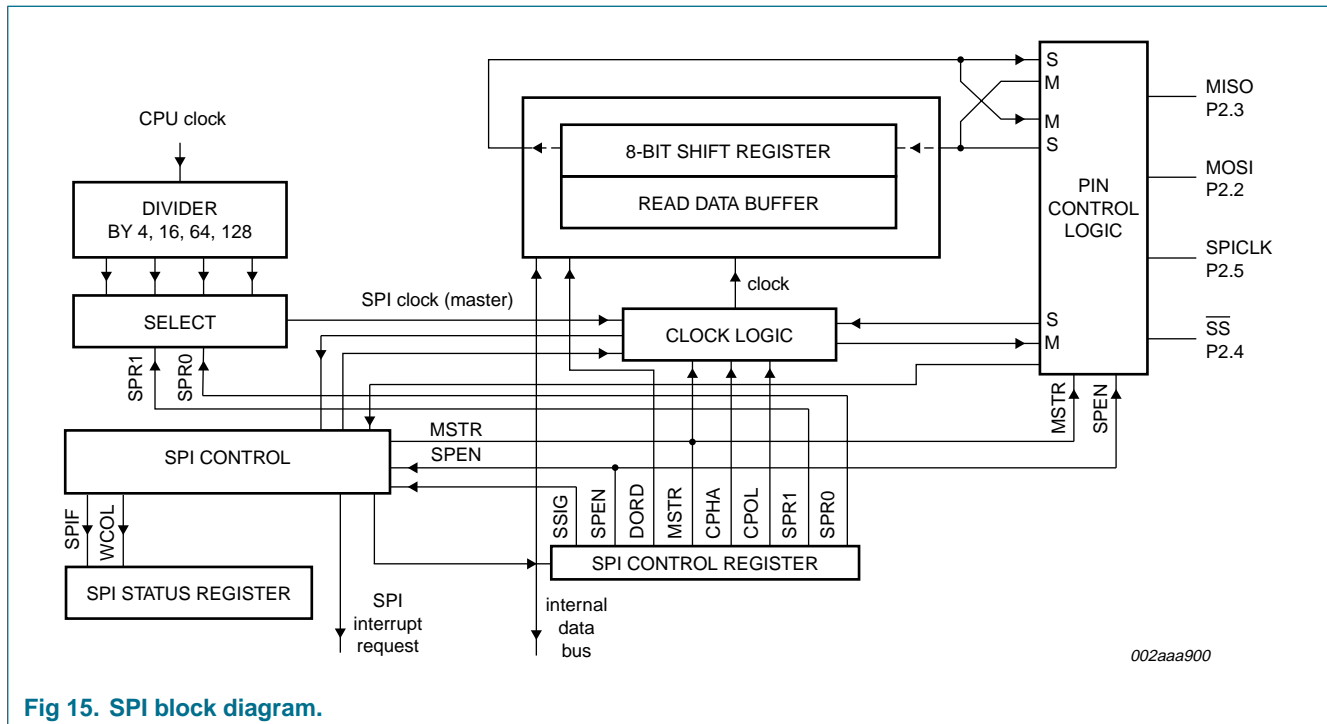 CPU clock
DIVIDER
BY 4, 16, 64, 128
SELECT
SPR1
SPR0
SPI clock (master)
8-BIT SHIFT REGISTER
READ DATA BUFFER
clock
CLOCK LOGIC
S
M
M
S
PIN
CONTROL
LOGIC
S
M
MISO
P2.3
MOSI
P2.2
SPICLK
P2.5
SS
P2.4
MSTR
SPEN
SPI CONTROL
MSTR
SPEN
SPIF
WCOL
SPI STATUS REGISTER
SSIG
SPEN
DORD
MSTR
CPHA
CPOL
SPR1
SPR0
SPI CONTROL REGISTER
SPI
interrupt
request
internal
data
bus
002aaa900
Fig 15. SPI block diagram.